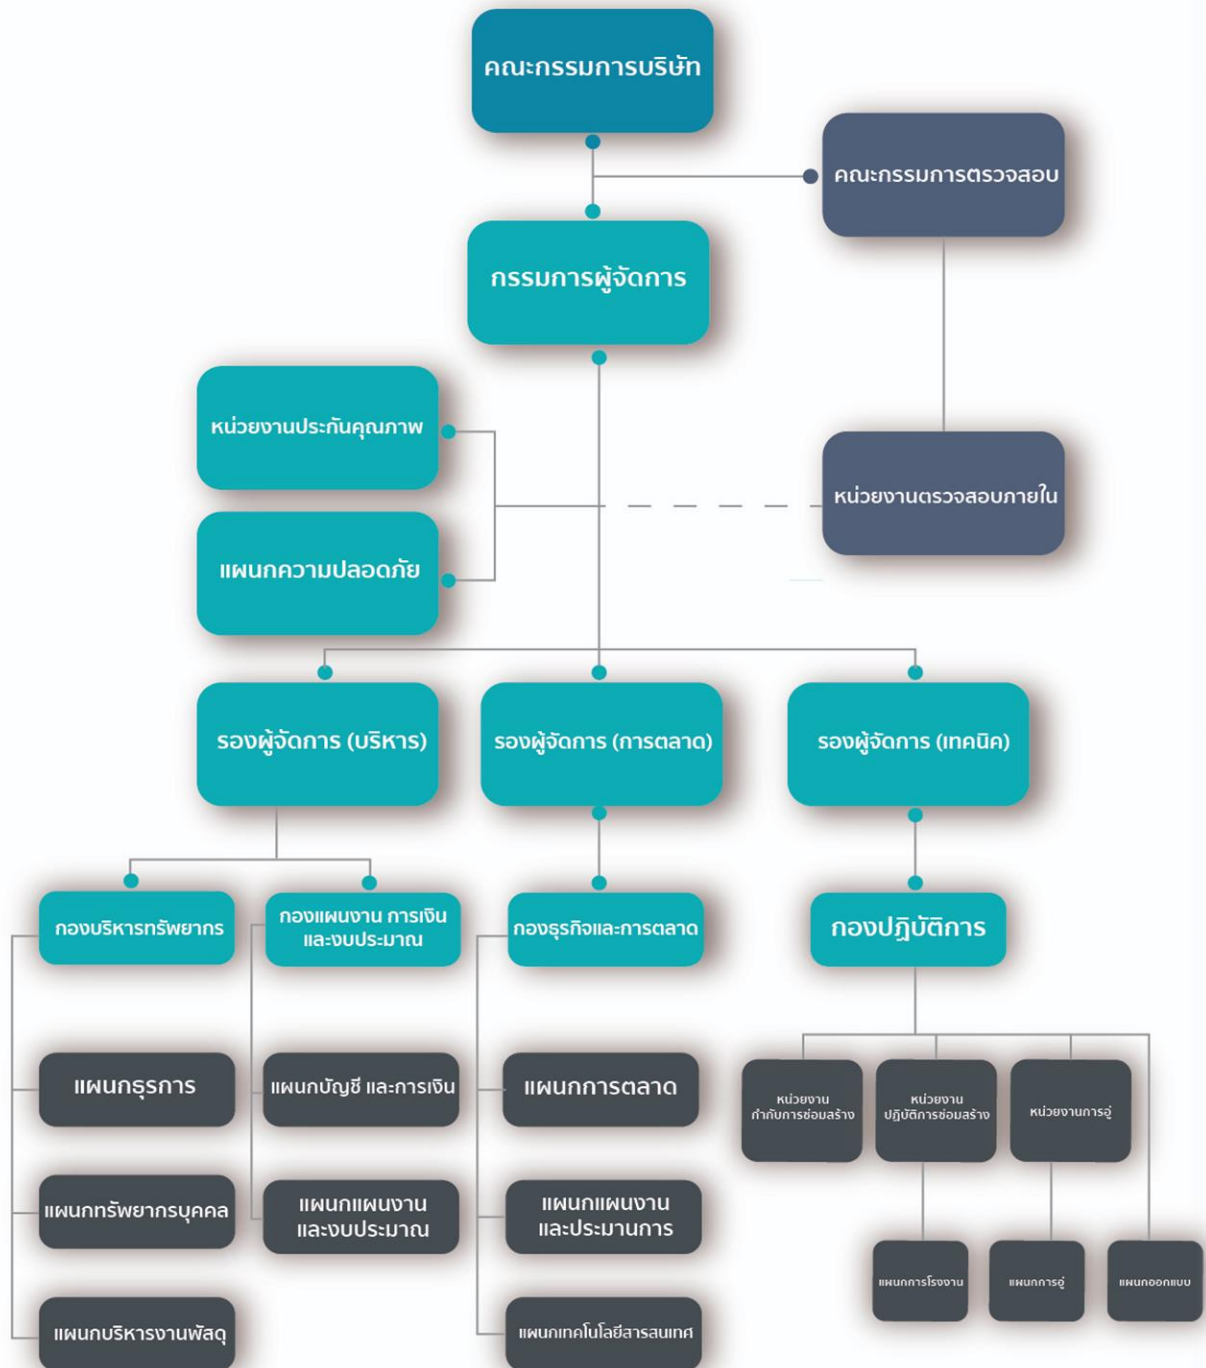 คณะกรรมการบริษัท
คณะกรรมการตรวจสอบ
กรรมการผู้จัดการ
หน่วยงานประกันคุณภาพ
หน่วยงานตรวจสอบภายใน
แผนกความปลอดภัย
รองผู้จัดการ (บริหาร)
รองผู้จัดการ (การตลาด)
รองผู้จัดการ (เทคนิค)
กองบริหารทรัพยากร
กองแผนงาน การเงิน
และงบประมาณ
กองธุรกิจและการตลาด
กองปฏิบัติการ
แผนกธุรการ
แผนกบัญชี และการเงิน
แผนกการตลาด
หน่วยงาน
กำกับการซ่อมสร้าง
หน่วยงาน
ปฏิบัติการซ่อมสร้าง
หน่วยงานการอู่
แผนกทรัพยากรบุคคล
แผนกแผนงาน
และงบประมาณ
แผนกแผนงาน
และประมานการ
แผนกการโรงงาน
แผนกการอู่
แผนกออกแบบ
แผนกบริหารงานพัสดุ
แผนกเทคโนโลยีสารสนเทศ